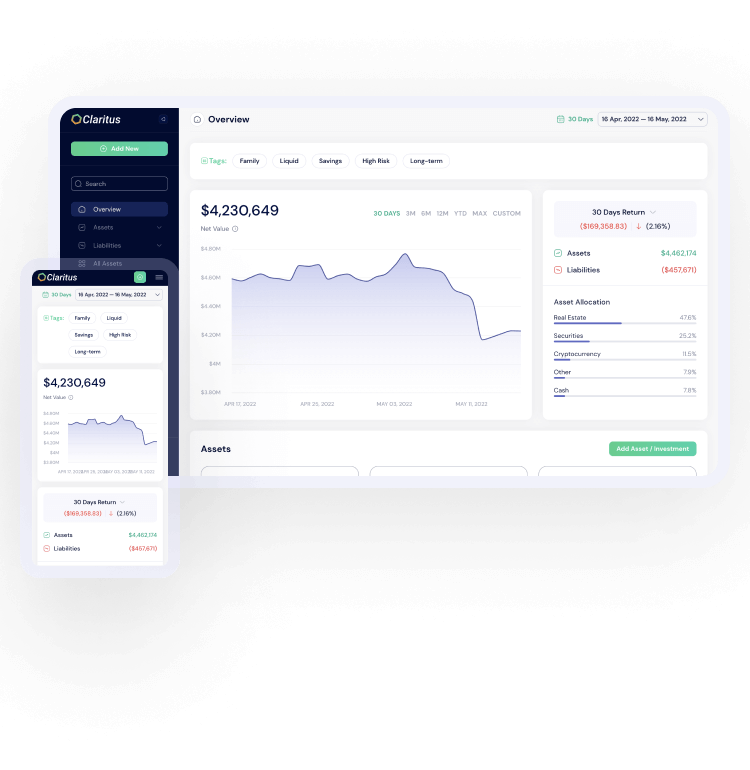 Claritus
Overview
30 Days
16 Apr, 2022 — 16 May, 2022
Add New
Tags:
Family
Liquid
Savings
High Risk
Long-term
Search
Overview
Assets
Liabilities
All Assets
$4,230,649
30 DAYS 3M 6M 12M YTD MAX CUSTOM
Net Value
$4.80M
$4.60M
$4.40M
$4.20M
$4M
$3.80M
APR 17, 2022 APR 25, 2022 MAY 03, 2022 MAY 11, 2022
30 Days Return
($169,358.83) ↓ (2.16%)
Assets $4,462,174
Liabilities ($457,671)
Asset Allocation
Real Estate 47.6%
Securities 25.2%
Cryptocurrency 11.5%
Other 7.9%
Cash 7.8%
Assets
Add Asset / Investment
Claritus
30 Days
16 Apr, 2022 — 16 May, 2022
Tags:
Family
Liquid
Savings
High Risk
Long-term
$4,230,649
Net Value
$4.80M
$4.60M
$4.40M
$4.20M
$4M
$3.80M
APR 17, 2022 APR 25, 2022 MAY 03, 2022 MAY 11, 2022
30 Days Return
($169,358.83) ↓ (2.16%)
Assets $4,462,174
Liabilities ($457,671)